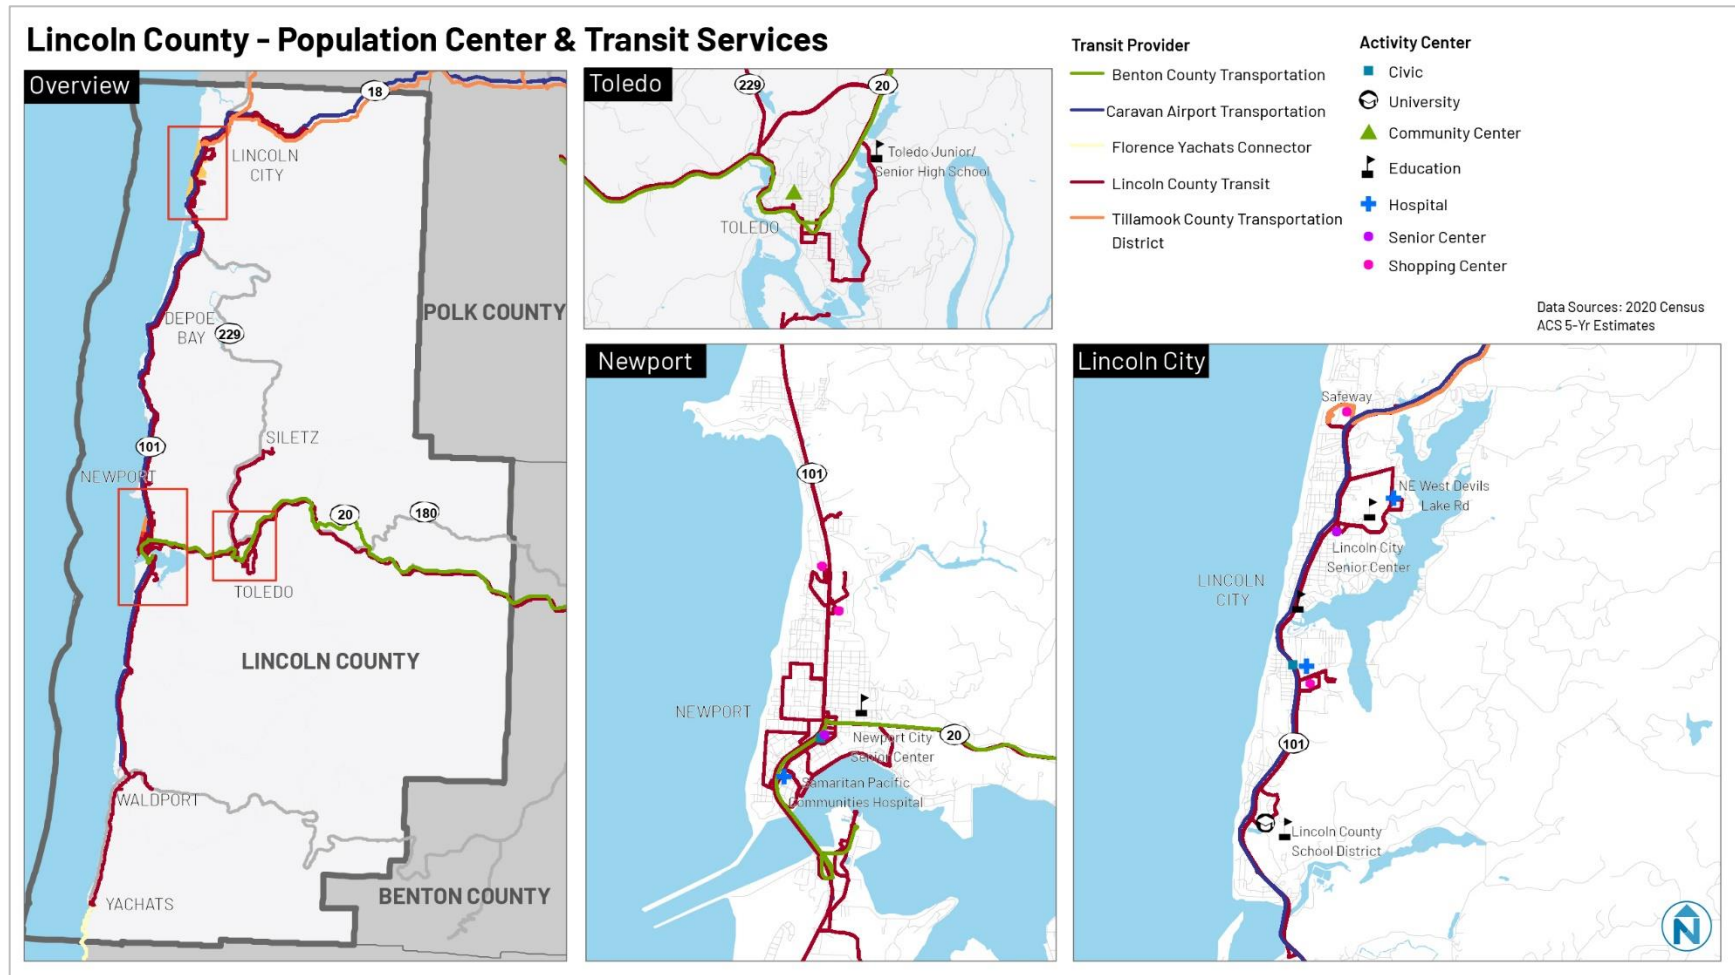 Lincoln County - Population Center & Transit Services
Overview
18
LINCOLN
CITY
POLK COUNTY
DEPOE
BAY
229
101
SILETZ
NEWPORT
20
180
TOLEDO
LINCOLN COUNTY
WALDPORT
YACHATS
BENTON COUNTY
Toledo
229
20
Toledo Junior/
Senior High School
TOLEDO
Transit Provider
Benton County Transportation
Caravan Airport Transportation
Florence Yachats Connector
Lincoln County Transit
Tillamook County Transportation
District
Activity Center
Civic
University
Community Center
Education
Hospital
Senior Center
Shopping Center
Data Sources: 2020 Census
ACS 5-Yr Estimates
Newport
101
NEWPORT
20
Newport City
Senior Center
Samaritan Pacific
Communities Hospital
Lincoln City
Safeway
NE West Devils
Lake Rd
Lincoln City
Senior Center
LINCOLN
CITY
101
Lincoln County
School District
N